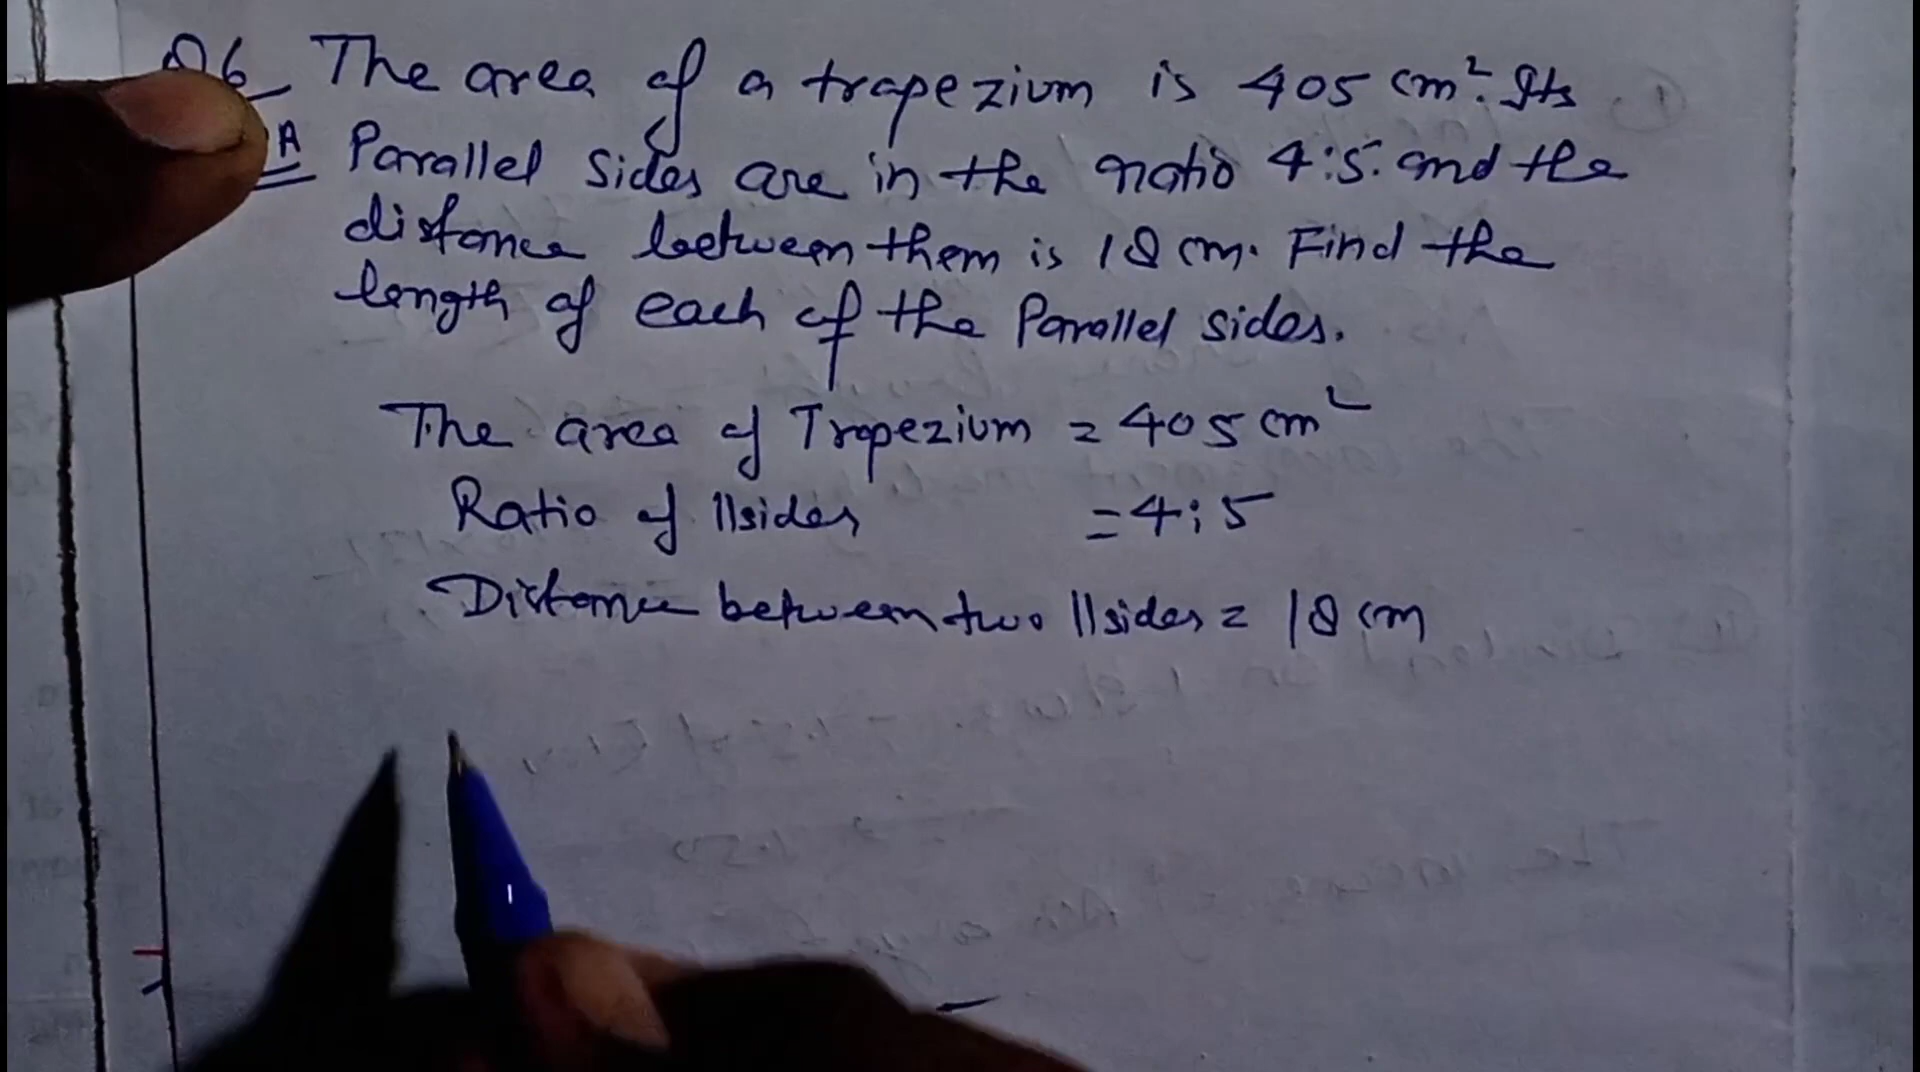 Q6 The area of a trapezium is 405 cm². Its
A Parallel sides are in the ratio 4:5. and the
distance between them is 18 cm. Find the
length of each of the Parallel sides.
The area of Trapezium = 405 cm²
Ratio of ||sides = 4:5
Distance between two ||sides = 18 cm